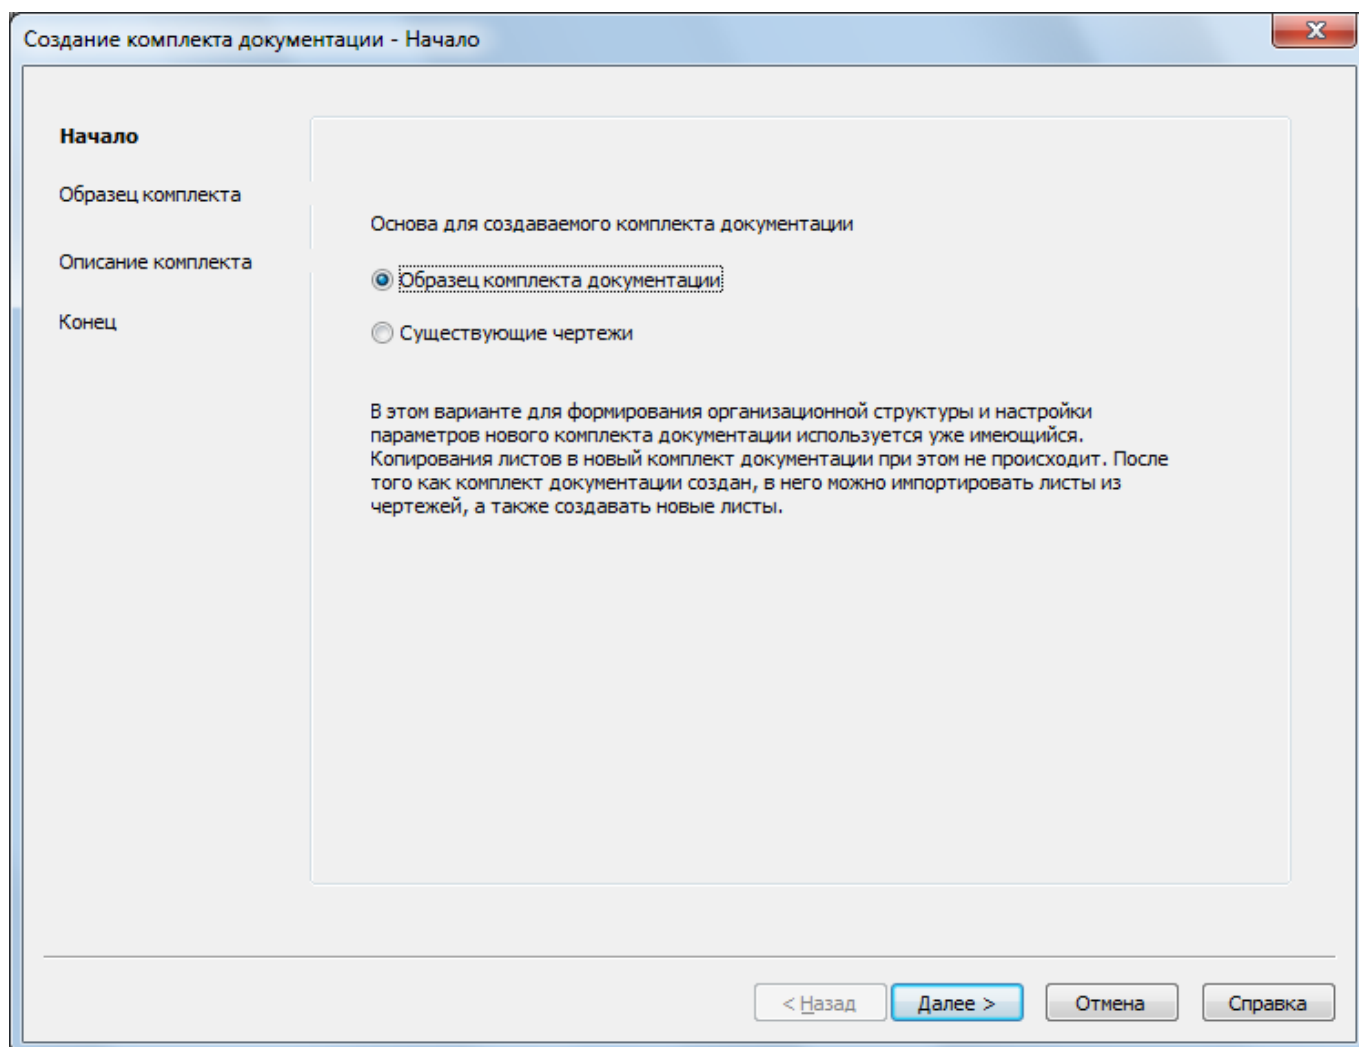 Создание комплекта документации - Начало
Начало
Образец комплекта
Описание комплекта
Конец
Основа для создаваемого комплекта документации
Образец комплекта документации
Существующие чертежи
В этом варианте для формирования организационной структуры и настройки
параметров нового комплекта документации используется уже имеющийся.
Копирования листов в новый комплект документации при этом не происходит. После
того как комплект документации создан, в него можно импортировать листы из
чертежей, а также создавать новые листы.
< Назад
Далее >
Отмена
Справка